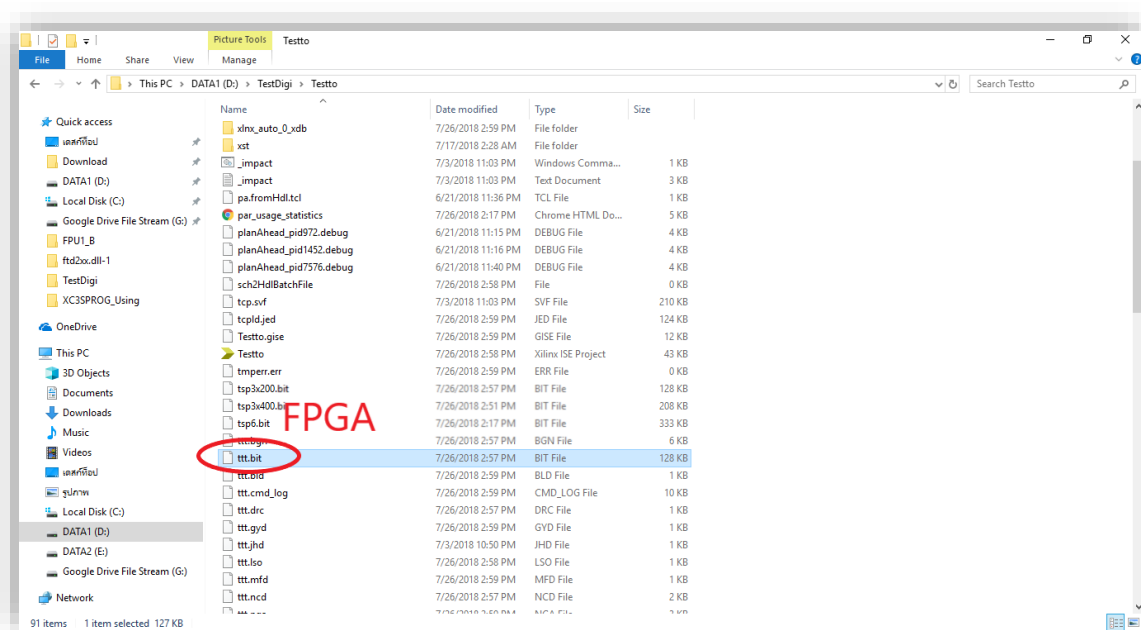 Picture Tools Testto
File Home Share View Manage
This PC > DATA1 (D:) > TestDigi > Testto Search Testto
Name Date modified Type Size
Quick access
เดสก์ท็อป
Download
DATA1 (D:)
Local Disk (C:)
Google Drive File Stream (G:)
FPU1_B
ftd2xx.dll-1
TestDigi
XC3SPROG_Using
OneDrive
This PC
3D Objects
Documents
Downloads
Music
Videos
เดสก์ท็อป
รูปภาพ
Local Disk (C:)
DATA1 (D:)
DATA2 (E:)
Google Drive File Stream (G:)
Network
xlnx_auto_0_xdb 7/26/2018 2:59 PM File folder
xst 7/17/2018 2:28 AM File folder
_impact 7/3/2018 11:03 PM Windows Comma... 1 KB
_impact 7/3/2018 11:03 PM Text Document 3 KB
pa.fromHdl.tcl 6/21/2018 11:36 PM TCL File 1 KB
par_usage_statistics 7/26/2018 2:17 PM Chrome HTML Do... 5 KB
planAhead_pid972.debug 6/21/2018 11:15 PM DEBUG File 4 KB
planAhead_pid1452.debug 6/21/2018 11:16 PM DEBUG File 4 KB
planAhead_pid7576.debug 6/21/2018 11:40 PM DEBUG File 4 KB
sch2HdlBatchFile 7/26/2018 2:58 PM File 0 KB
tcp.svf 7/3/2018 11:03 PM SVF File 210 KB
tcpld.jed 7/26/2018 2:59 PM JED File 124 KB
Testto.gise 7/26/2018 2:59 PM GISE File 12 KB
Testto 7/26/2018 2:58 PM Xilinx ISE Project 43 KB
tmperr.err 7/26/2018 2:59 PM ERR File 0 KB
tsp3x200.bit 7/26/2018 2:57 PM BIT File 128 KB
tsp3x400.bit 7/26/2018 2:51 PM BIT File 208 KB
FPGA
tsp6.bit 7/26/2018 2:17 PM BIT File 333 KB
ttt.bgn 7/26/2018 2:57 PM BGN File 6 KB
ttt.bit 7/26/2018 2:57 PM BIT File 128 KB
ttt.bld 7/26/2018 2:59 PM BLD File 1 KB
ttt.cmd_log 7/26/2018 2:59 PM CMD_LOG File 10 KB
ttt.drc 7/26/2018 2:57 PM DRC File 1 KB
ttt.gyd 7/26/2018 2:59 PM GYD File 1 KB
ttt.jhd 7/3/2018 10:50 PM JHD File 1 KB
ttt.lso 7/26/2018 2:58 PM LSO File 1 KB
ttt.mfd 7/26/2018 2:59 PM MFD File 1 KB
ttt.ncd 7/26/2018 2:57 PM NCD File 2 KB
91 items 1 item selected 127 KB